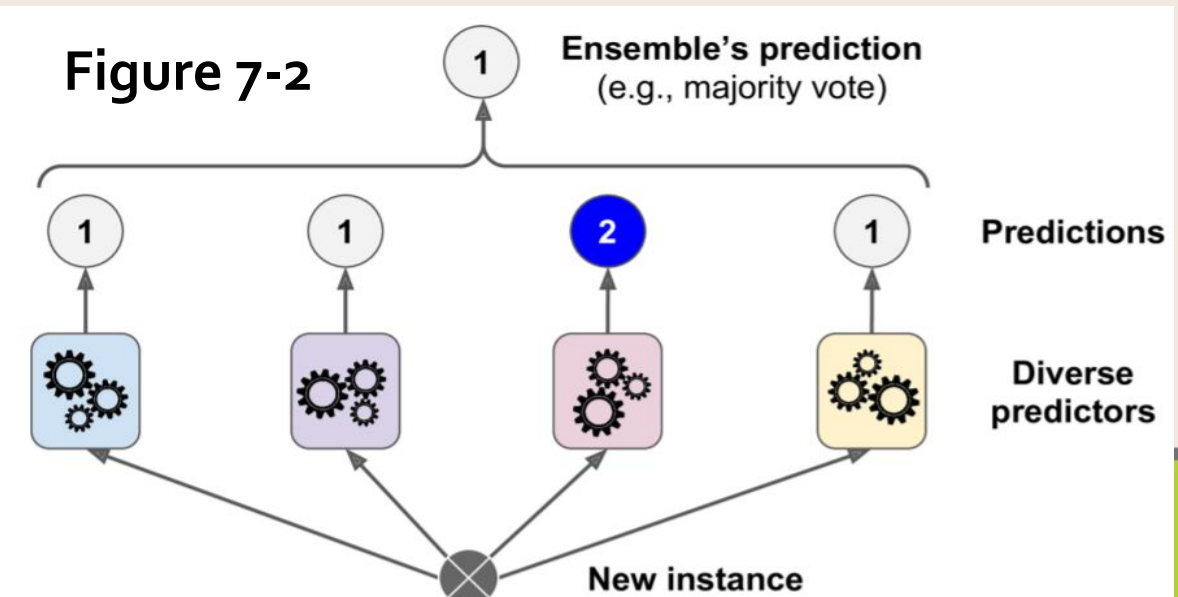 Figure 7-2
1
Ensemble's prediction
(e.g., majority vote)
1
1
2
1
Predictions
Diverse
predictors
New instance